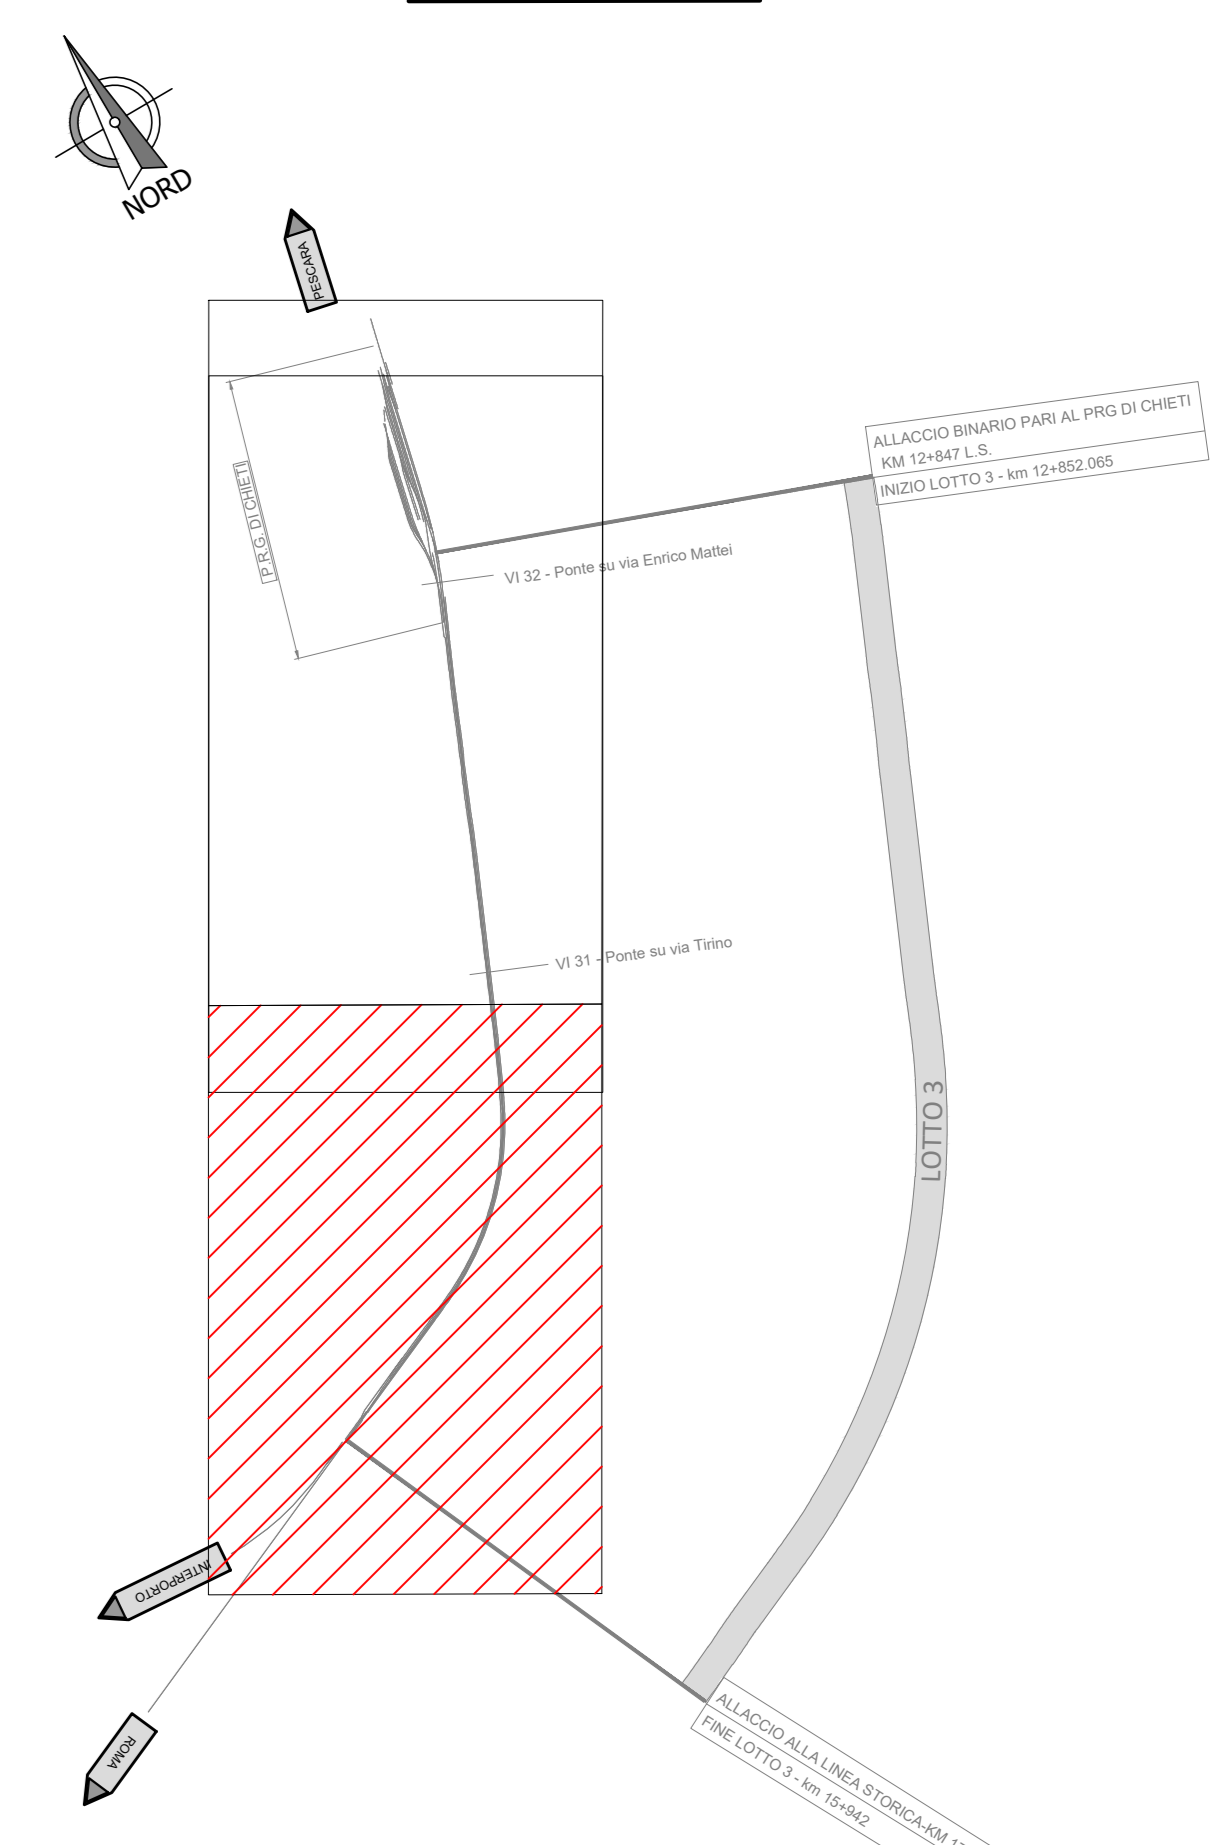 NORD
PESCARA
P.R.G. DI CHIETI
ALLACCIO BINARIO PARI AL PRG DI CHIETI
KM 12+847 L.S.
INIZIO LOTTO 3 - km 12+852.065
VI 32 - Ponte su via Enrico Mattei
VI 31 - Ponte su via Tirino
LOTTO 3
INTERPORTO
ROMA
ALLACCIO ALLA LINEA STORICA-KM
FINE LOTTO 3 - km 15+942